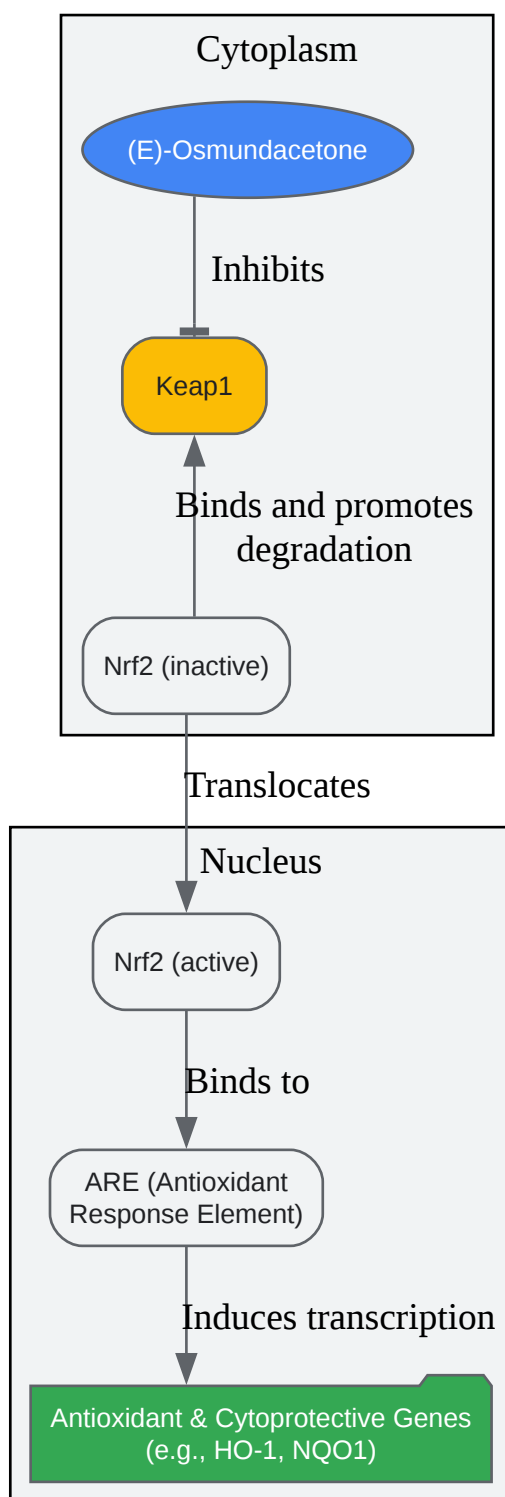 Cytoplasm
(E)-Osmundacetone
Inhibits
Keap1
Binds and promotes
degradation
Nrf2 (inactive)
Translocates
Nucleus
Nrf2 (active)
Binds to
ARE (Antioxidant
Response Element)
Induces transcription
Antioxidant & Cytoprotective Genes
(e.g., HO-1, NQO1)